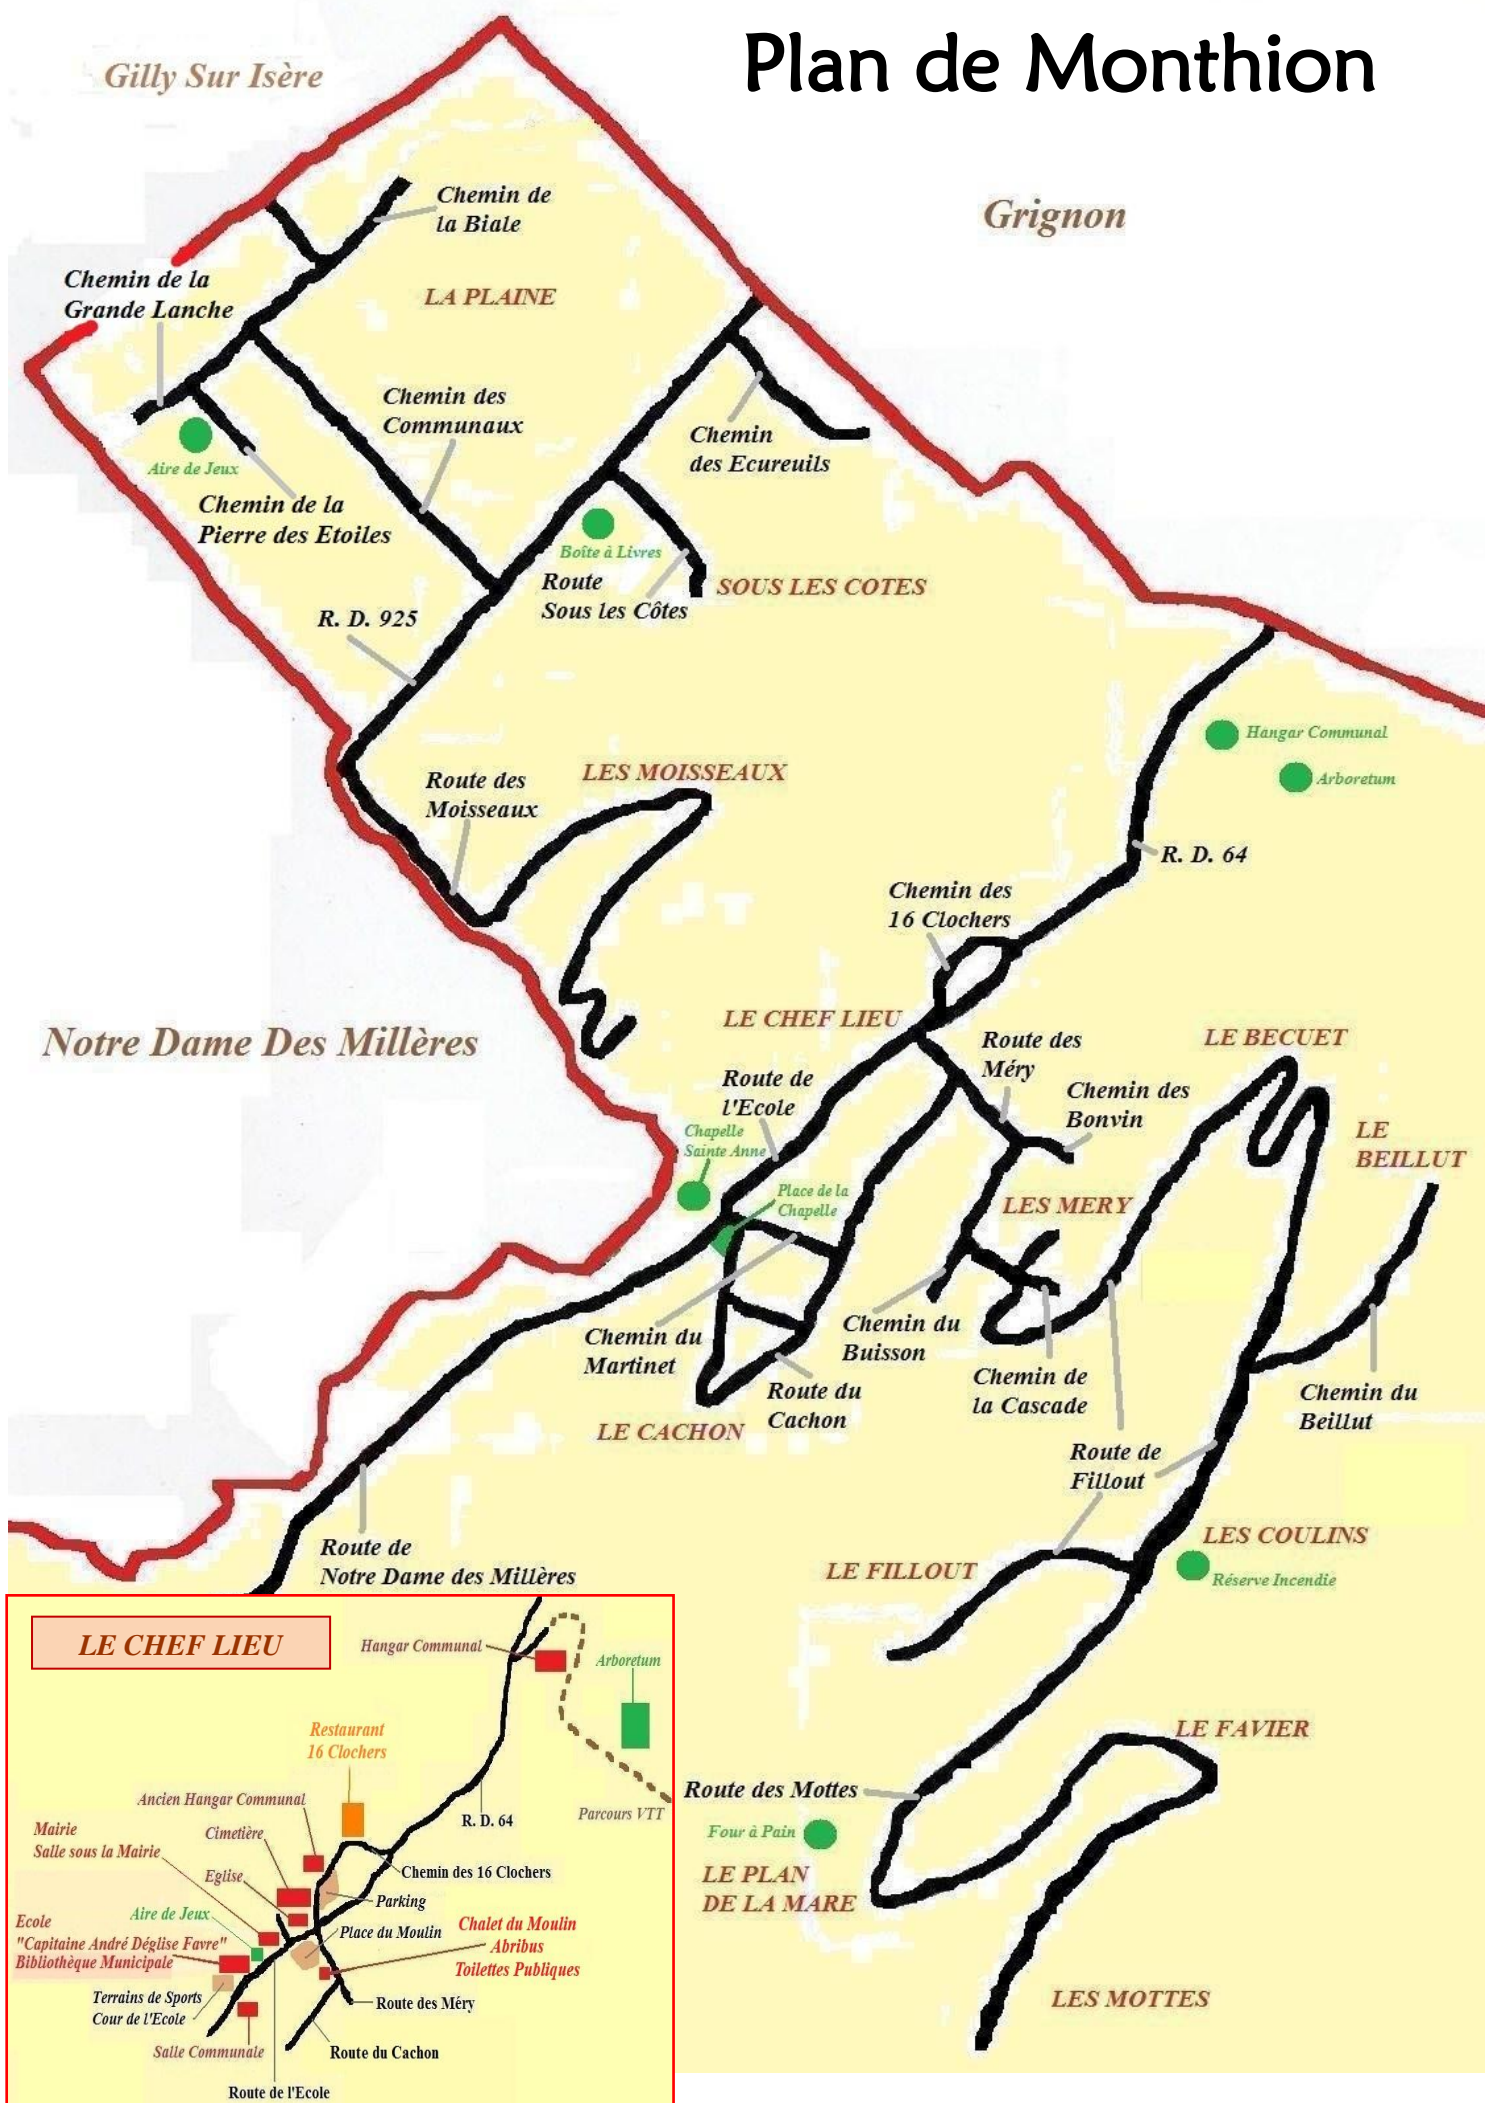 Plan de Monthion
Gilly Sur Isère
Grignon
Chemin de
la Biale
Chemin de la
Grande Lanche
LA PLAINE
Chemin des
Communaux
Chemin
des Ecureuils
Aire de Jeux
Chemin de la
Pierre des Etoiles
Boîte à Livres
Route
Sous les Côtes
SOUS LES COTES
R. D. 925
Hangar Communal
Arboretum
Route des
Moisseaux
LES MOISSEAUX
R. D. 64
Chemin des
16 Clochers
Notre Dame Des Millères
LE CHEF LIEU
Route des
Méry
LE BECUET
Route de
l'Ecole
Chemin des
Bonvin
LE
BEILLUT
Chapelle
Sainte Anne
Place de la
Chapelle
LES MERY
Chemin du
Martinet
Chemin du
Buisson
Route du
Cachon
Chemin de
la Cascade
Chemin du
Beillut
LE CACHON
Route de
Fillout
Route de
Notre Dame des Millères
LE FILLOUT
LES COULINS
Réserve Incendie
LE FAVIER
Route des Mottes
Four à Pain
LE PLAN
DE LA MARE
LES MOTTES
LE CHEF LIEU
Hangar Communal
Arboretum
Restaurant
16 Clochers
Ancien Hangar Communal
R. D. 64
Parcours VTT
Mairie
Salle sous la Mairie
Cimetière
Chemin des 16 Clochers
Eglise
Parking
Aire de Jeux
Place du Moulin
Ecole
"Capitaine André Déglise Favre"
Bibliothèque Municipale
Chalet du Moulin
Abribus
Toilettes Publiques
Terrains de Sports
Cour de l'Ecole
Route des Méry
Salle Communale
Route du Cachon
Route de l'Ecole